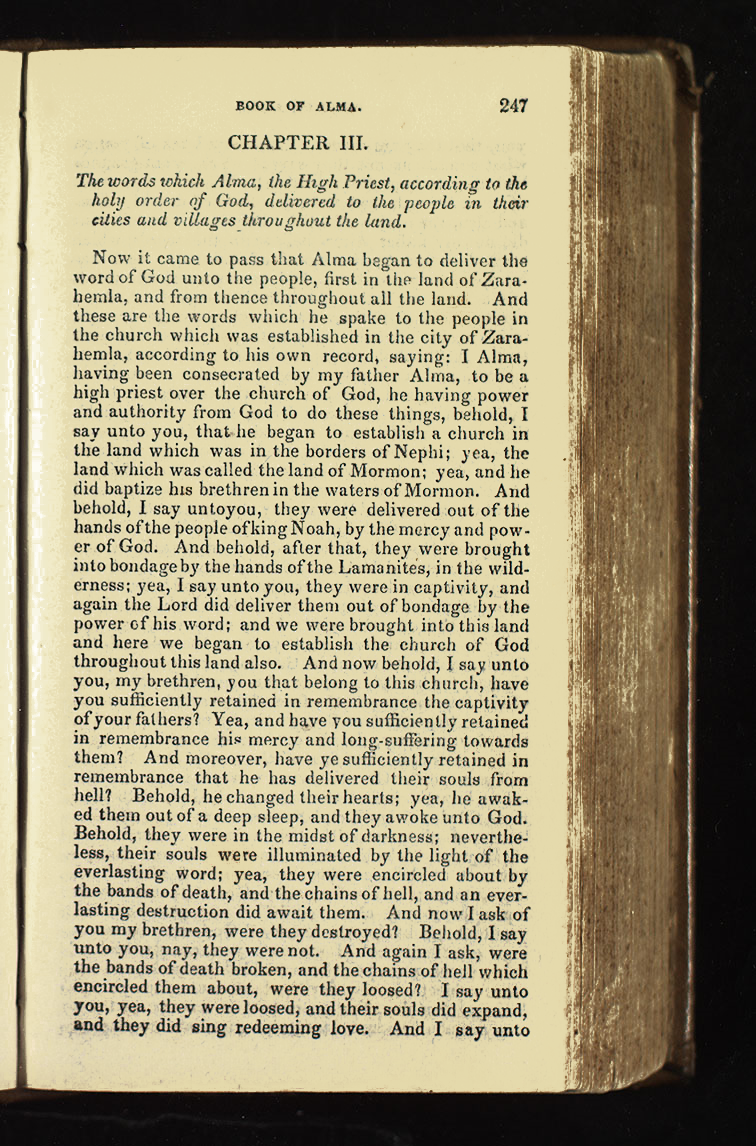 BOOK OF ALMA. 247
CHAPTER III.
The words which Alma, the High Priest, according to the
holy order of God, delivered to the people in their
cities and villages throughout the land.
Now it came to pass that Alma began to deliver the
word of God unto the people, first in the land of Zara-
hemla, and from thence throughout all the land. And
these are the words which he spake to the people in
the church which was established in the city of Zara-
hemla, according to his own record, saying: I Alma,
having been consecrated by my father Alma, to be a
high priest over the church of God, he having power
and authority from God to do these things, behold, I
say unto you, that he began to establish a church in
the land which was in the borders of Nephi; yea, the
land which was called the land of Mormon; yea, and he
did baptize his brethren in the waters of Mormon. And
behold, I say unto you, they were delivered out of the
hands of the people of king Noah, by the mercy and pow-
er of God. And behold, after that, they were brought
into bondage by the hands of the Lamanites, in the wild-
erness; yea, I say unto you, they were in captivity, and
again the Lord did deliver them out of bondage by the
power of his word; and we were brought into this land
and here we began to establish the church of God
throughout this land also. And now behold, I say unto
you, my brethren, you that belong to this church, have
you sufficiently retained in remembrance the captivity
of your fathers? Yea, and have you sufficiently retained
in remembrance his mercy and long-suffering towards
them? And moreover, have ye sufficiently retained in
remembrance that he has delivered their souls from
hell? Behold, he changed their hearts; yea, he awak-
ed them out of a deep sleep, and they awoke unto God.
Behold, they were in the midst of darkness; neverthe-
less, their souls were illuminated by the light of the
everlasting word; yea, they were encircled about by
the bands of death, and the chains of hell, and an ever-
lasting destruction did await them. And now I ask of
you my brethren, were they destroyed? Behold, I say
unto you, nay, they were not. And again I ask, were
the bands of death broken, and the chains of hell which
encircled them about, were they loosed? I say unto
you, yea, they were loosed, and their souls did expand,
and they did sing redeeming love. And I say unto